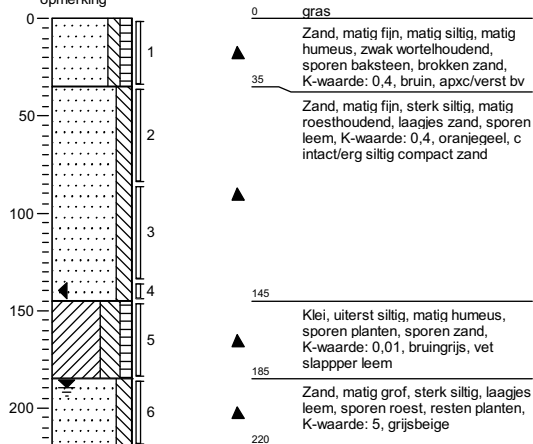 opmerking
0 gras
0
Zand, matig fijn, matig siltig, matig
humeus, zwak wortelhoudend,
sporen baksteen, brokken zand,
K-waarde: 0,4, bruin, apxc/verst bv
1
35
Zand, matig fijn, sterk siltig, matig
roesthoudend, laagjes zand, sporen
leem, K-waarde: 0,4, oranjegeel, c
intact/erg siltig compact zand
50
2
100
3
4
145
150
Klei, uiterst siltig, matig humeus,
sporen planten, sporen zand,
K-waarde: 0,01, bruingrijs, vet
slappper leem
5
185
Zand, matig grof, sterk siltig, laagjes
leem, sporen roest, resten planten,
K-waarde: 5, grijsbeige
200
6
220